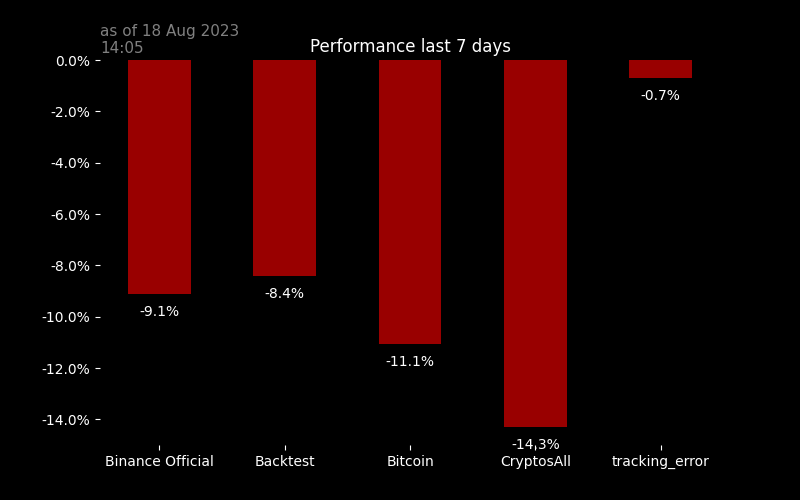 as of 18 Aug 2023
14:05
Performance last 7 days
0.0%
-2.0%
-4.0%
-6.0%
-8.0%
-10.0%
-12.0%
-14.0%
-9.1%
-8.4%
-11.1%
-14.3%
-0.7%
Binance Official
Backtest
Bitcoin
CryptosAll
tracking_error